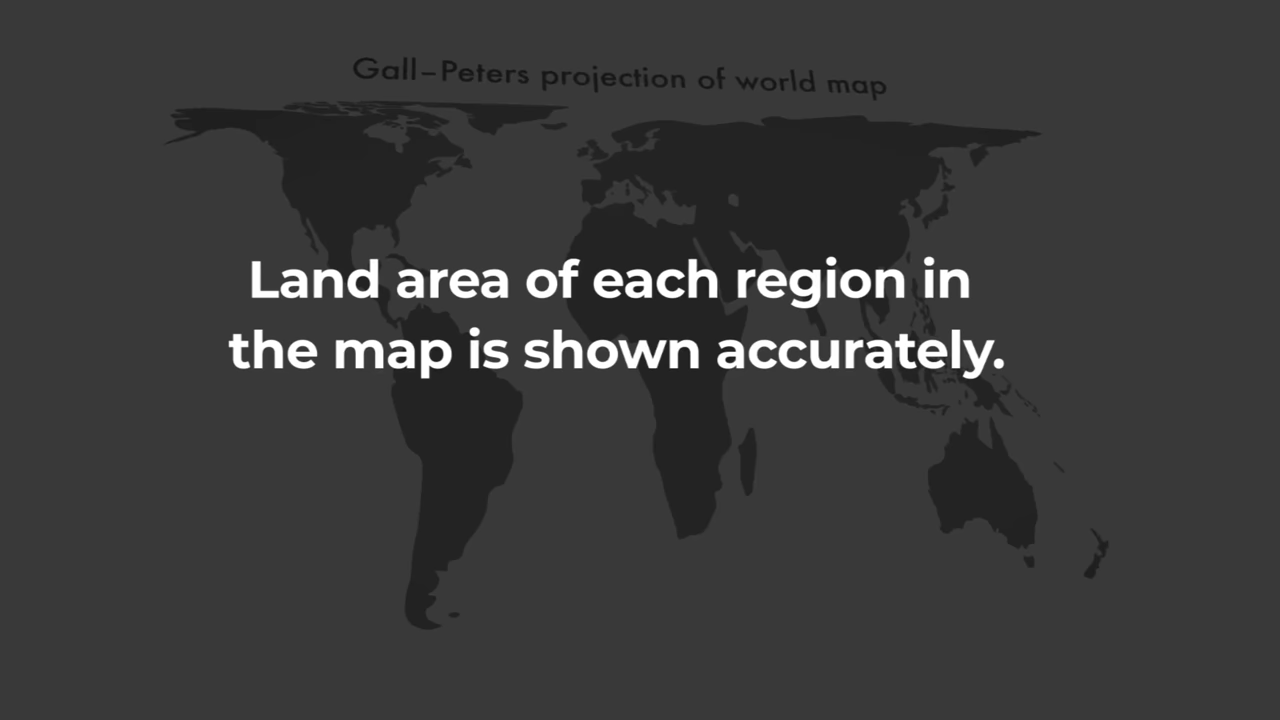 Gall–Peters projection of world map
Land area of each region in
the map is shown accurately.